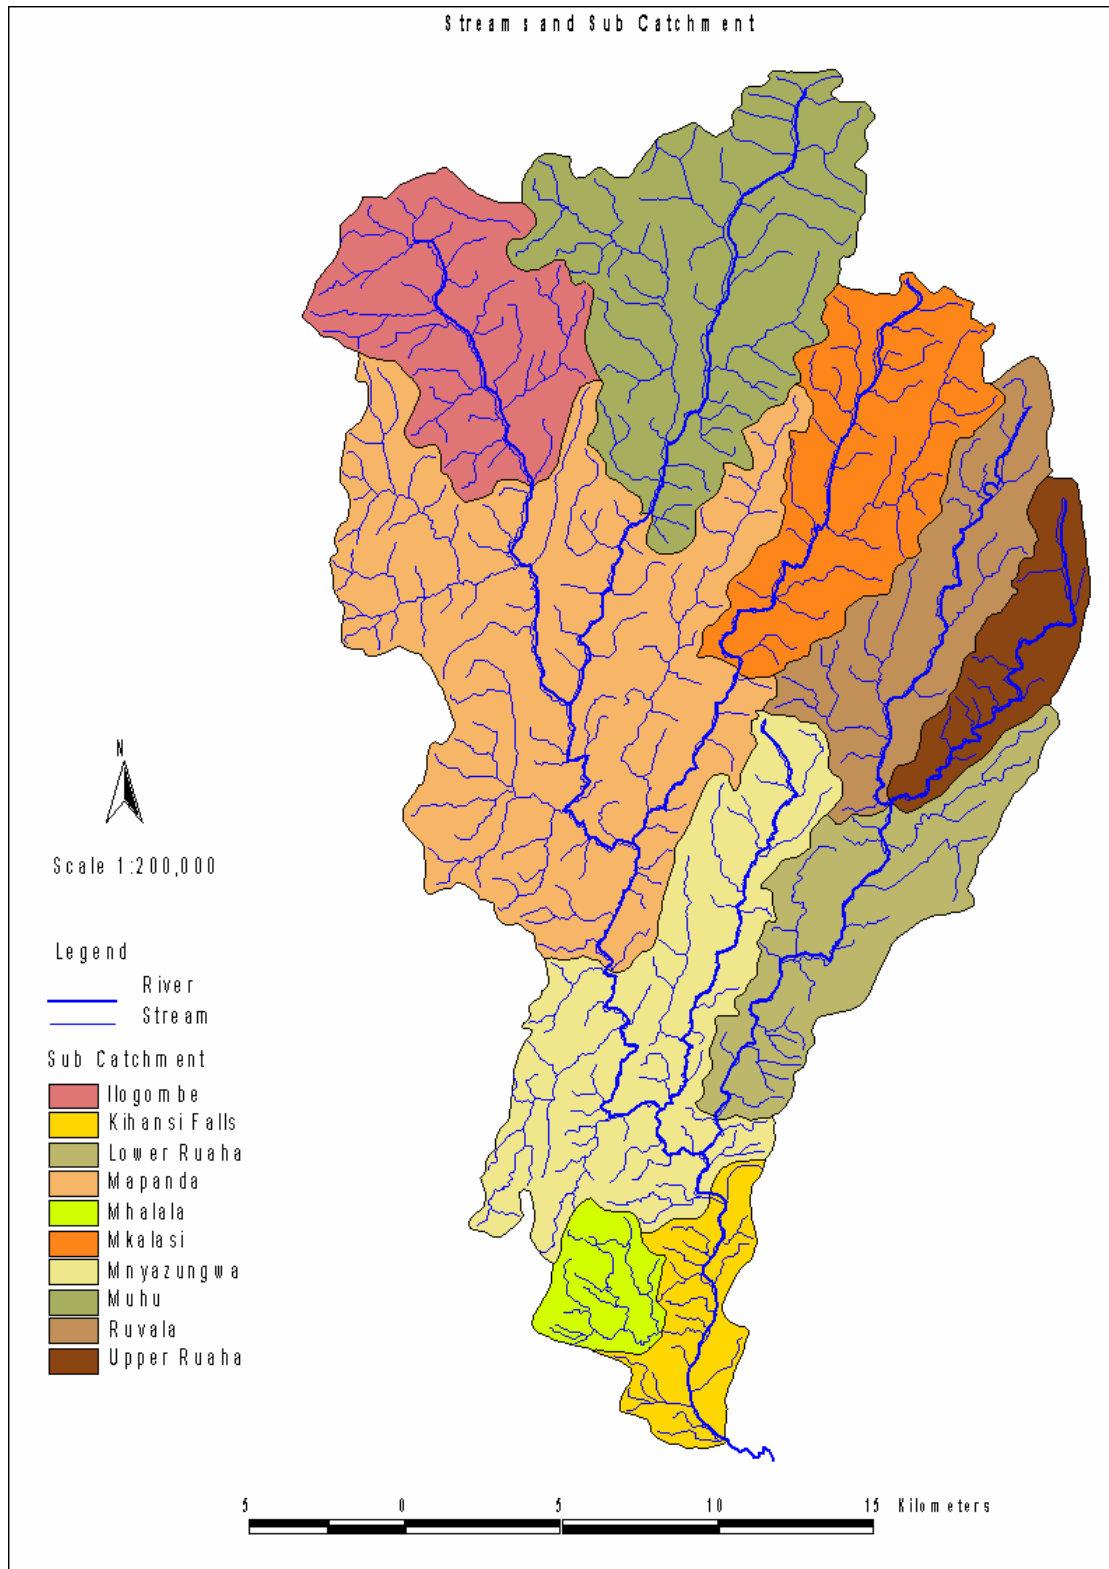 Streams and Sub Catchment
N
Scale 1:200,000
Legend
River
Stream
Sub Catchment
Ilogombe
Kihansi Falls
Lower Ruaha
Mapanda
Mhalala
Mkalasi
Mnyazungwa
Muhu
Ruvala
Upper Ruaha
5 0 5 10 15 Kilometers